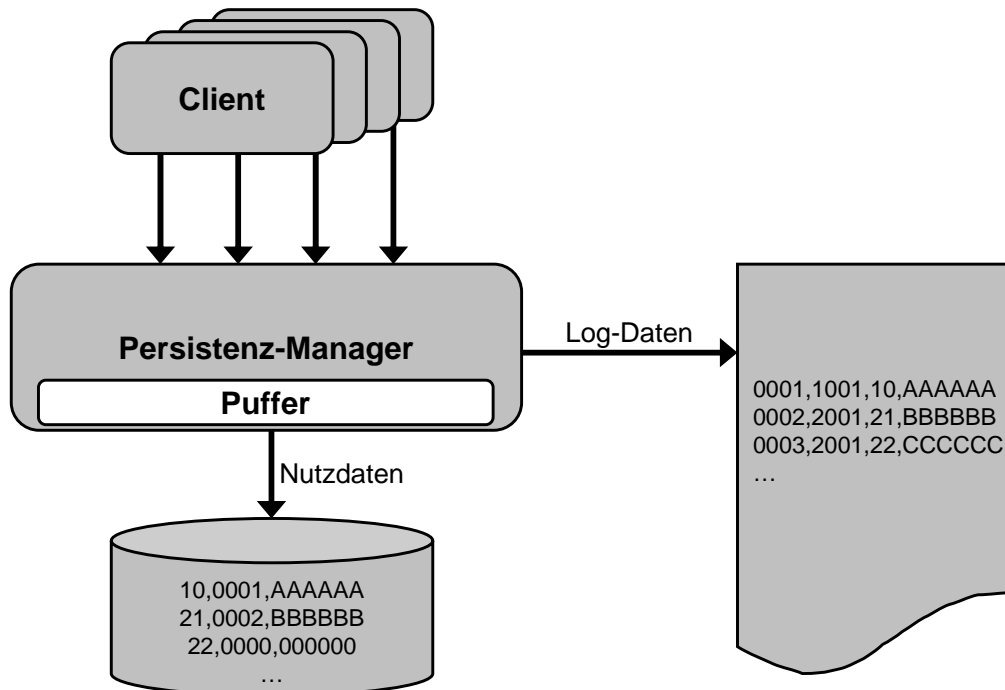 Client
Persistenz-Manager
Puffer
Log-Daten
0001,1001,10,AAAAAA
0002,2001,21,BBBBBB
0003,2001,22,CCCCCC
…
Nutzdaten
10,0001,AAAAAA
21,0002,BBBBBB
22,0000,000000
…